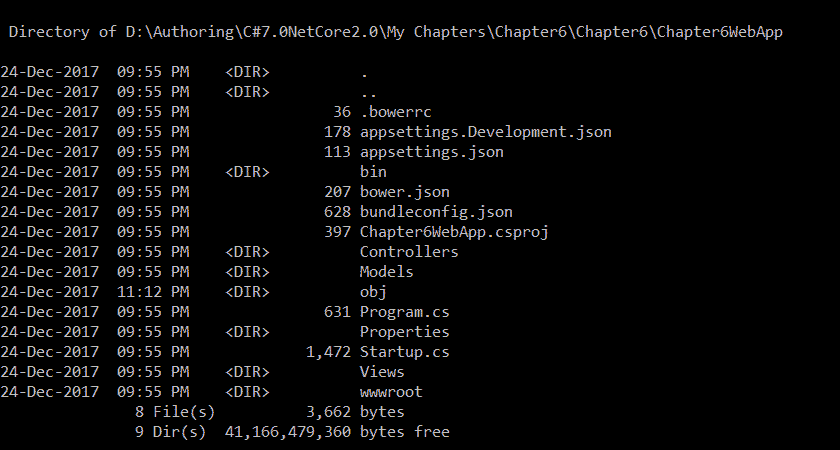 Directory of D:\Authoring\C#7.0NetCore2.0\My Chapters\Chapter6\Chapter6\Chapter6WebApp
24-Dec-2017  09:55 PM    <DIR>          .
24-Dec-2017  09:55 PM    <DIR>          ..
24-Dec-2017  09:55 PM                36 .bowerrc
24-Dec-2017  09:55 PM               178 appsettings.Development.json
24-Dec-2017  09:55 PM               113 appsettings.json
24-Dec-2017  09:55 PM    <DIR>          bin
24-Dec-2017  09:55 PM               207 bower.json
24-Dec-2017  09:55 PM               628 bundleconfig.json
24-Dec-2017  09:55 PM               397 Chapter6WebApp.csproj
24-Dec-2017  09:55 PM    <DIR>          Controllers
24-Dec-2017  09:55 PM    <DIR>          Models
24-Dec-2017  11:12 PM    <DIR>          obj
24-Dec-2017  09:55 PM               631 Program.cs
24-Dec-2017  09:55 PM    <DIR>          Properties
24-Dec-2017  09:55 PM             1,472 Startup.cs
24-Dec-2017  09:55 PM    <DIR>          Views
24-Dec-2017  09:55 PM    <DIR>          wwwroot
               8 File(s)          3,662 bytes
               9 Dir(s)  41,166,479,360 bytes free